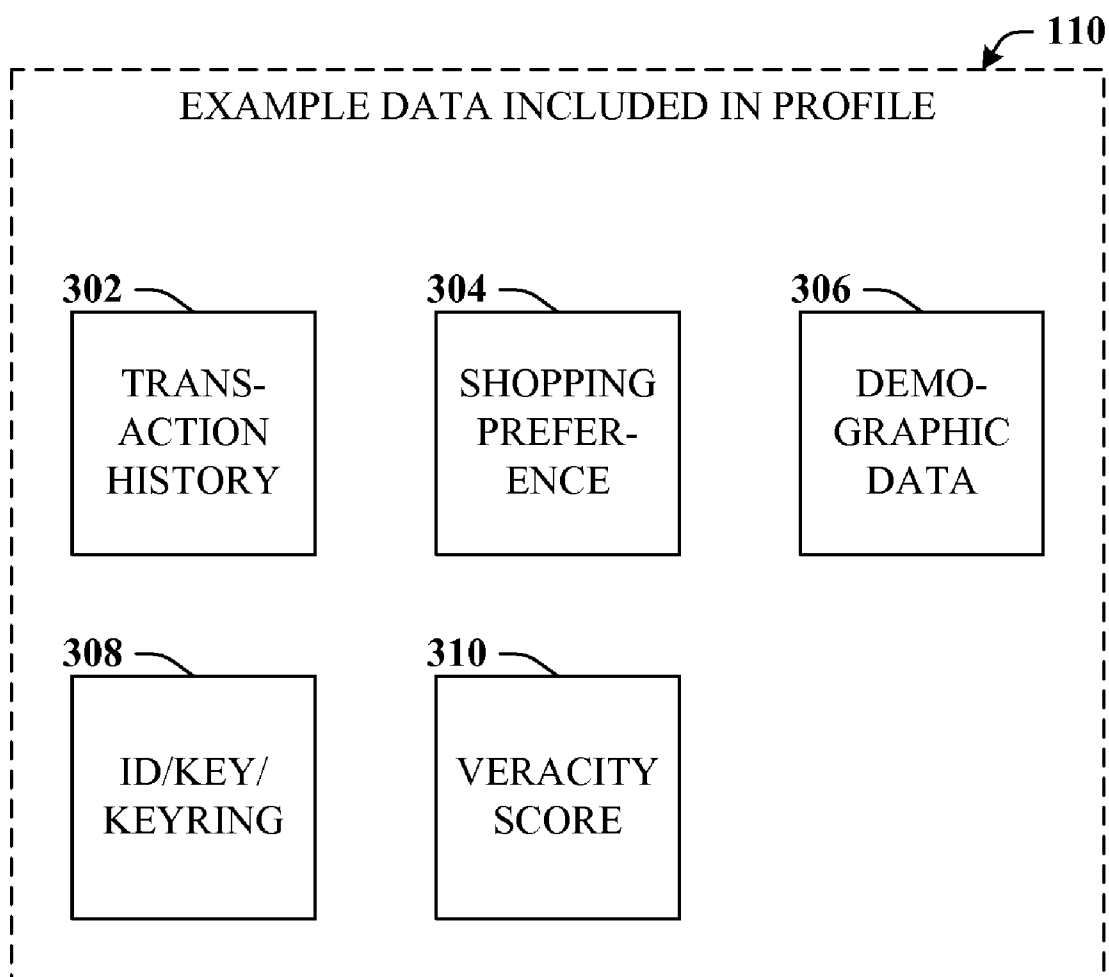 110
EXAMPLE DATA INCLUDED IN PROFILE
302
TRANS-
ACTION
HISTORY
304
SHOPPING
PREFER-
ENCE
306
DEMO-
GRAPHIC
DATA
308
ID/KEY/
KEYRING
310
VERACITY
SCORE